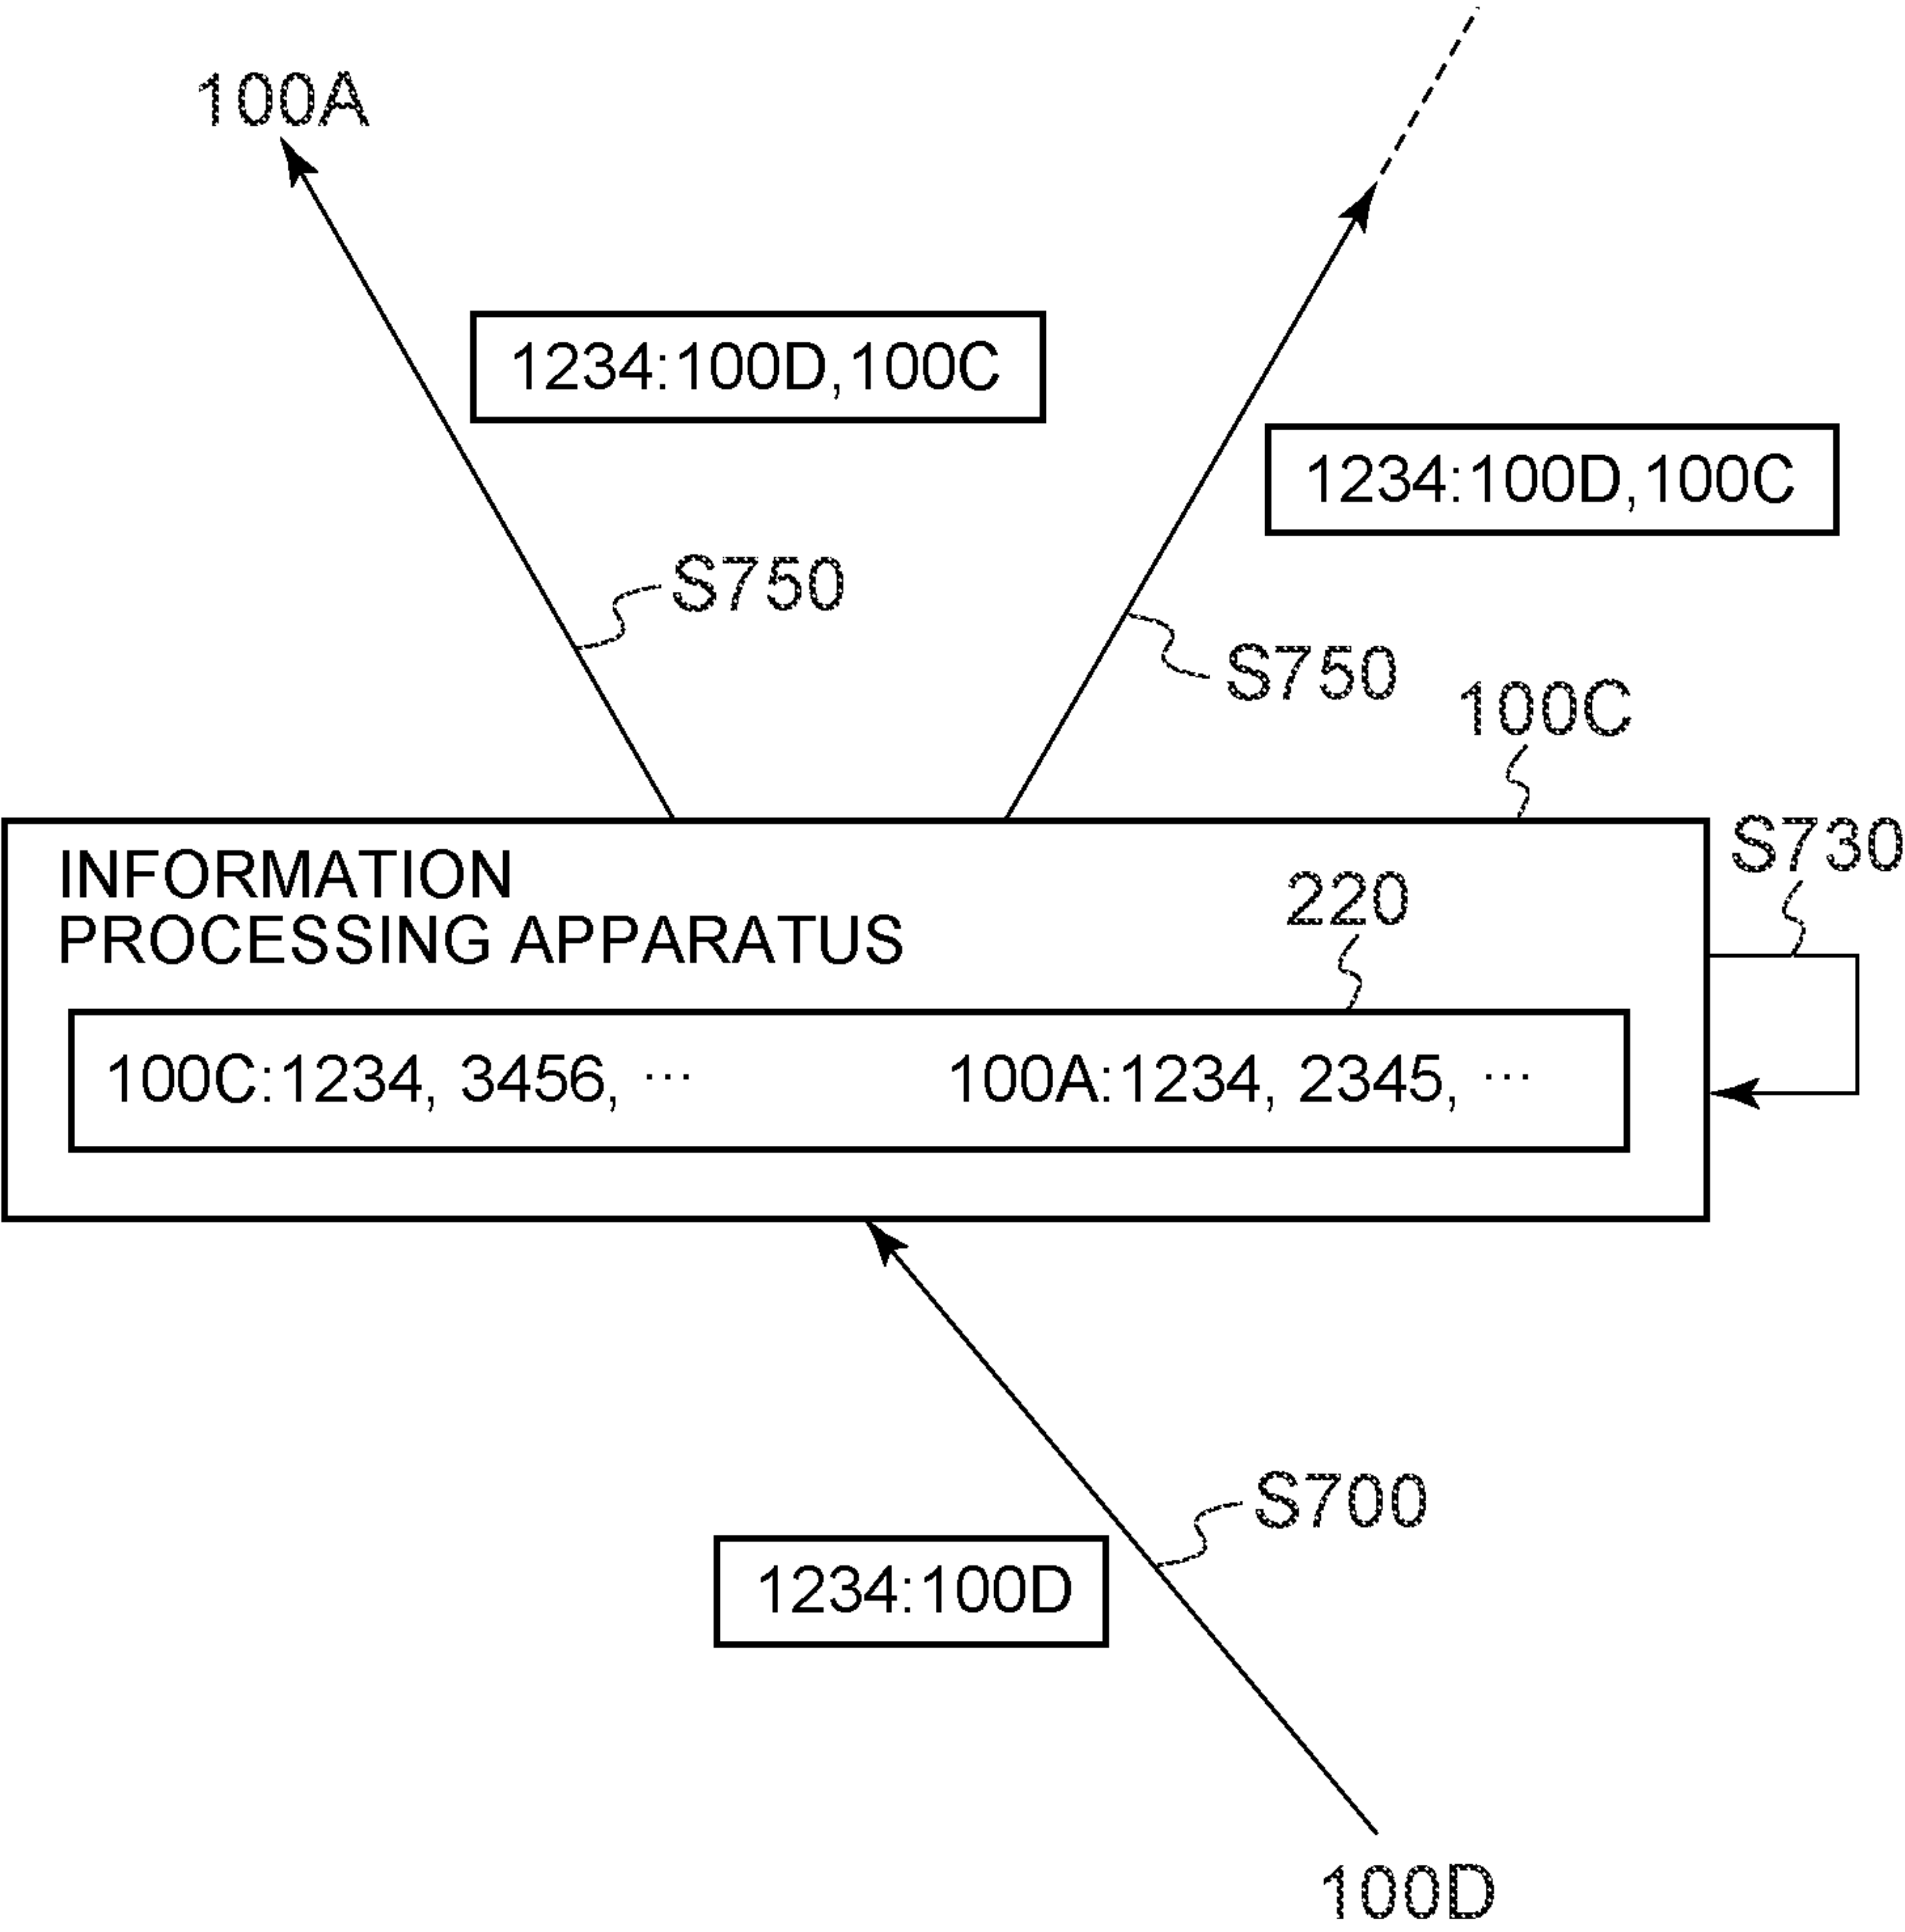 100A
1234:100D,100C
1234:100D,100C
S750
S750
100C
S730
INFORMATION
PROCESSING APPARATUS
220
100C:1234, 3456, ⋯ 100A:1234, 2345, ⋯
S700
1234:100D
100D